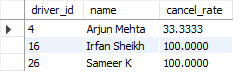 driver_id name cancel_rate
4 Arjun Mehta 33.3333
16 Irfan Sheikh 100.0000
26 Sameer K 100.0000